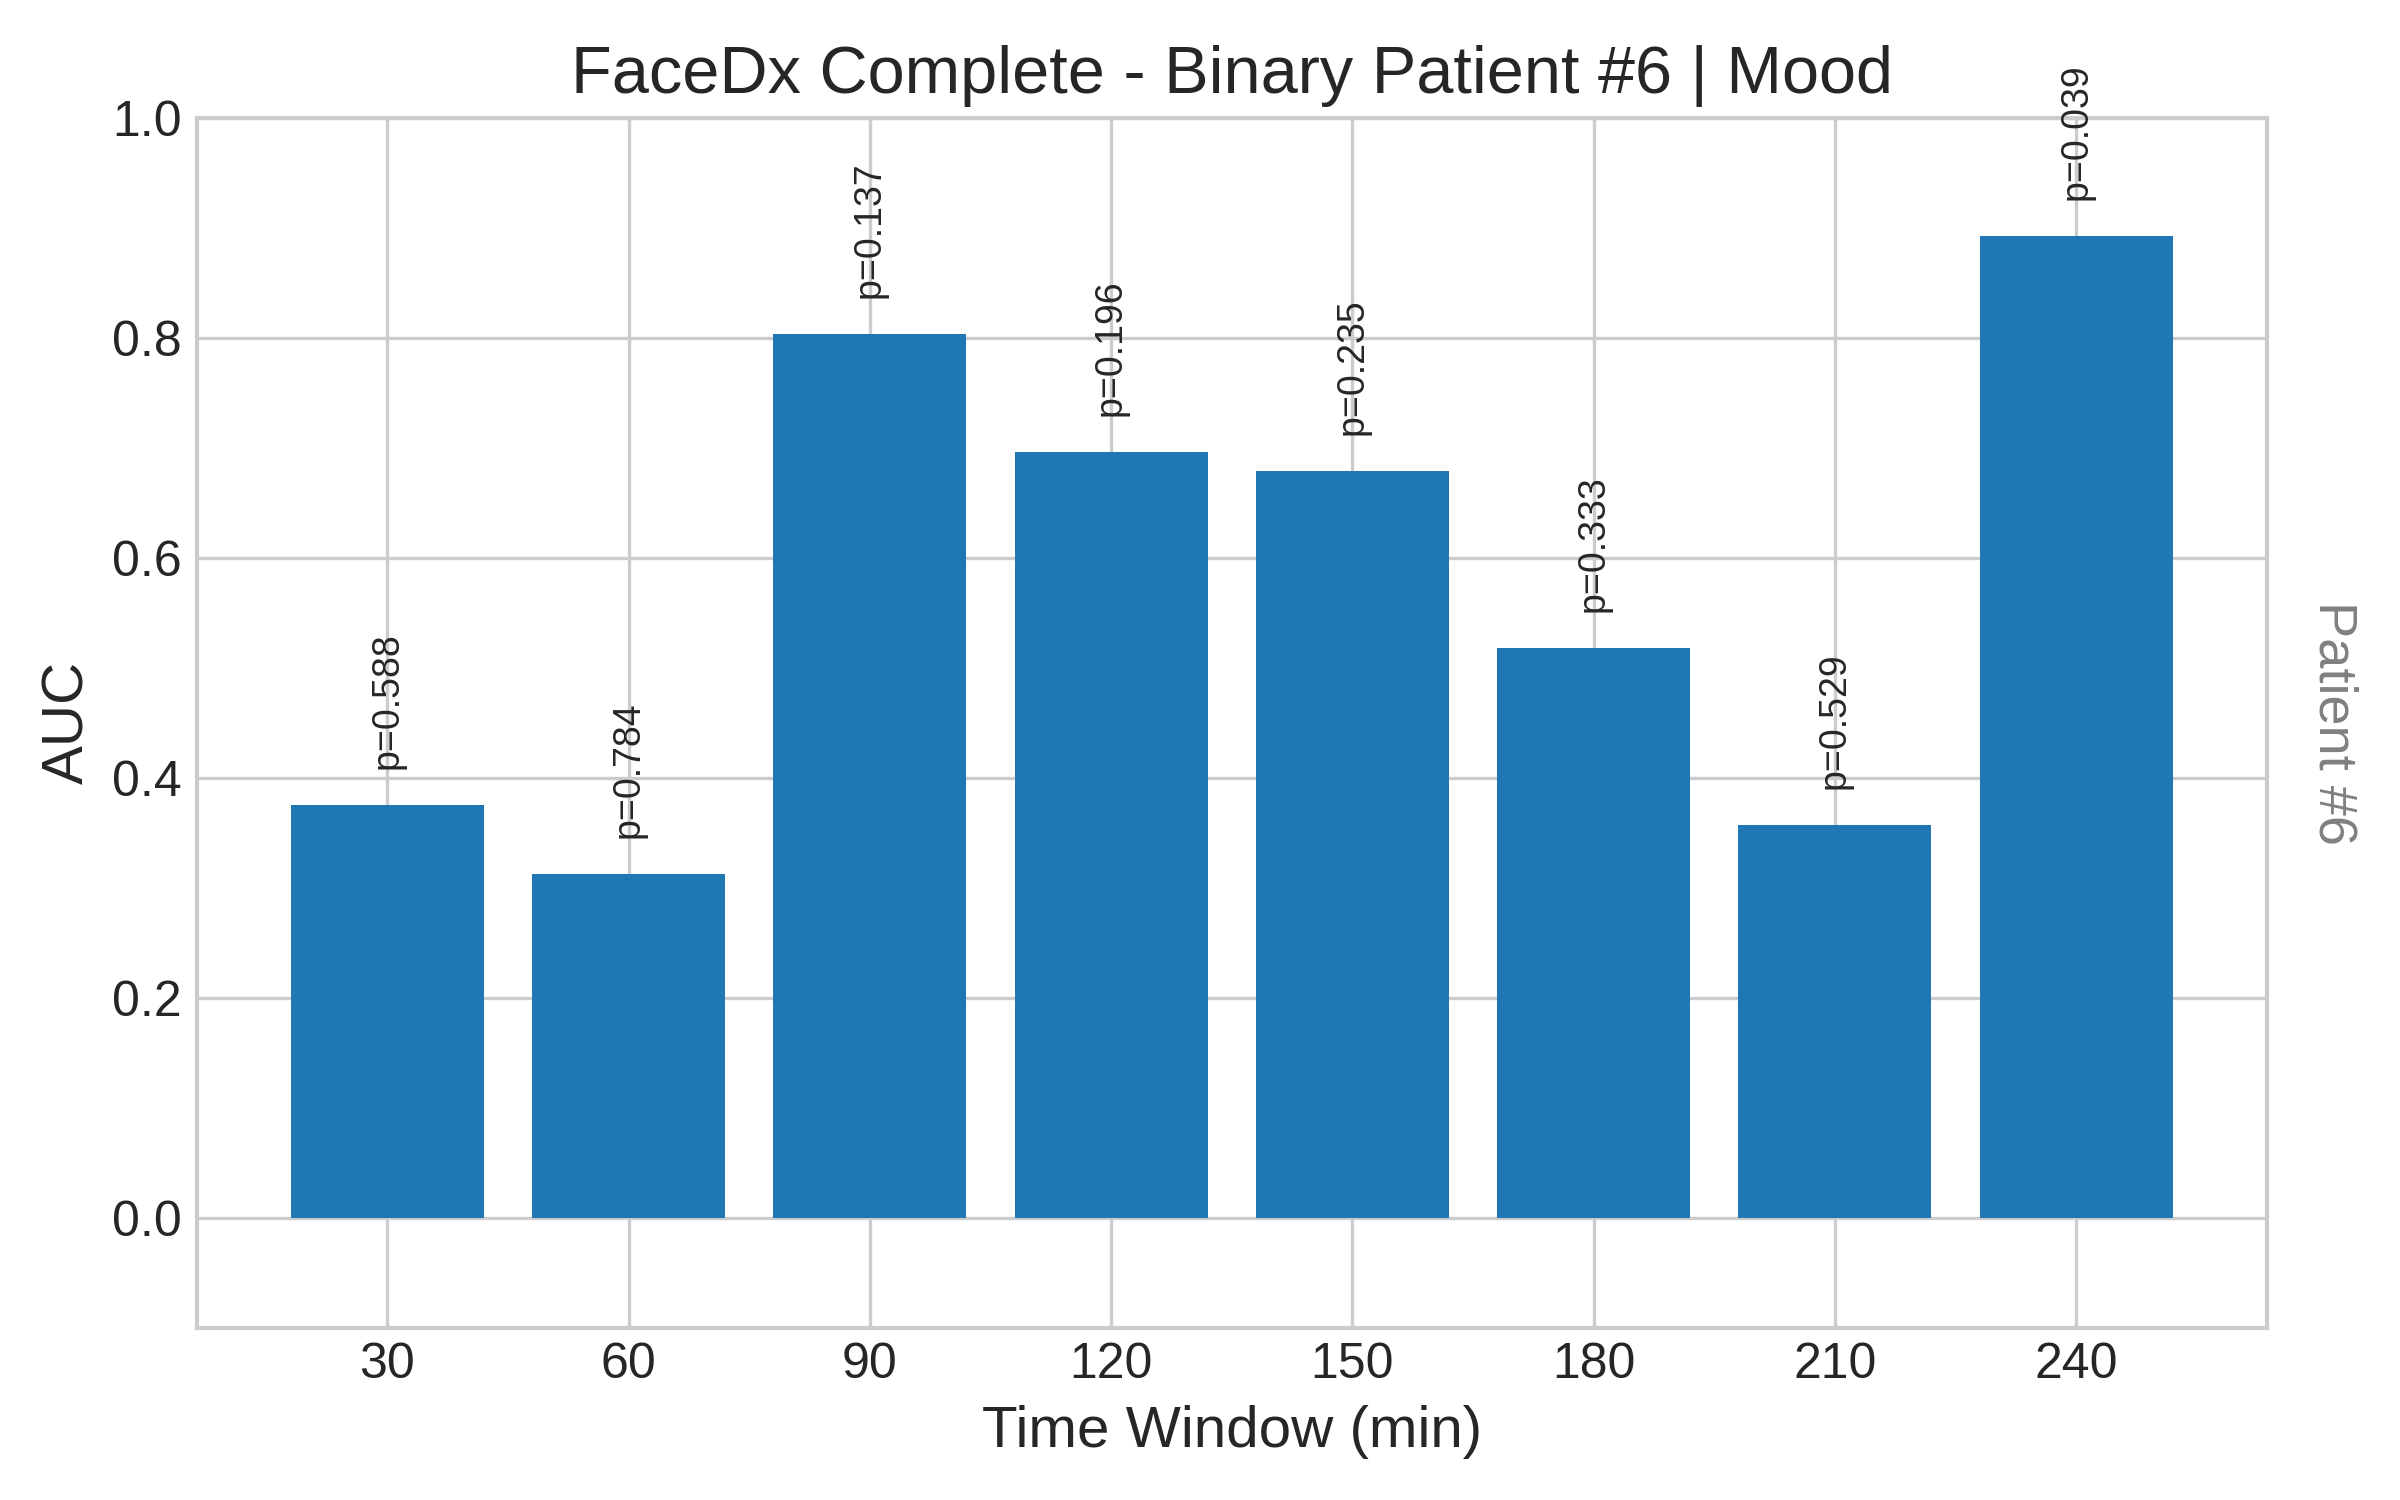 FaceDx Complete - Binary Patient #6 | Mood
AUC
1.0
0.8
0.6
0.4
0.2
0.0
p=0.588
p=0.784
p=0.137
p=0.196
p=0.235
p=0.333
p=0.529
p=0.039
30
60
90
120
150
180
210
240
Time Window (min)
Patient #6